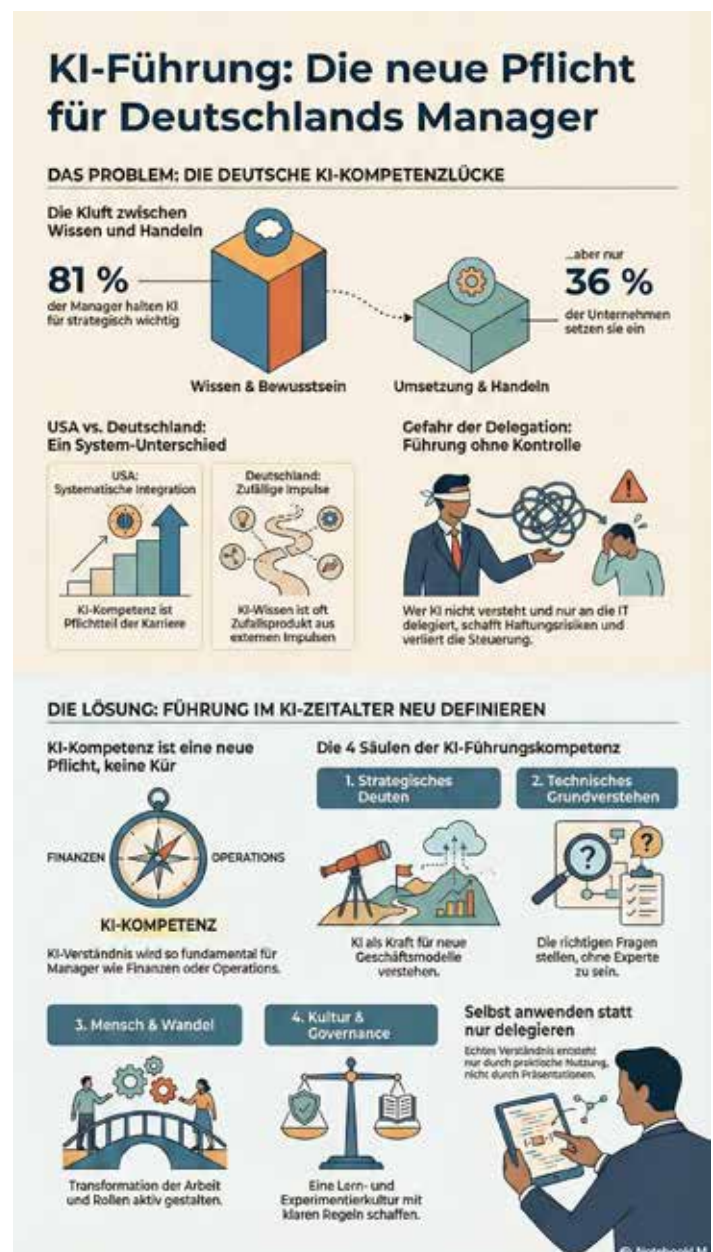 KI-Führung: Die neue Pflicht
für Deutschlands Manager
DAS PROBLEM: DIE DEUTSCHE KI-KOMPETENZLÜCKE
Die Kluft zwischen
Wissen und Handeln
81 %
der Manager halten KI
für strategisch wichtig
...aber nur
36 %
der Unternehmen
setzen sie ein
Wissen & Bewusstsein
Umsetzung & Handeln
USA vs. Deutschland:
Ein System-Unterschied
USA:
Systematische Integration
KI-Kompetenz ist
Pflichtteil der Karriere
Deutschland:
Zufällige Impulse
KI-Wissen ist oft
Zufallsprodukt aus
externen Impulsen
Gefahr der Delegation:
Führung ohne Kontrolle
Wer KI nicht versteht und nur an die IT
delegiert, schafft Haftungsrisiken und
verliert die Steuerung.
DIE LÖSUNG: FÜHRUNG IM KI-ZEITALTER NEU DEFINIEREN
KI-Kompetenz ist eine neue
Pflicht, keine Kür
FINANZEN
OPERATIONS
KI-KOMPETENZ
KI-Verständnis wird so fundamental für
Manager wie Finanzen oder Operations.
Die 4 Säulen der KI-Führungskompetenz
1. Strategisches
Deuten
KI als Kraft für neue
Geschäftsmodelle
verstehen.
2. Technisches
Grundverstehen
Die richtigen Fragen
stellen, ohne Experte
zu sein.
3. Mensch & Wandel
Transformation der Arbeit
und Rollen aktiv gestalten.
4. Kultur &
Governance
Eine Lern- und
Experimentierkultur mit
klaren Regeln schaffen.
Selbst anwenden statt
nur delegieren
Echtes Verständnis entsteht
nur durch praktische Nutzung,
nicht durch Präsentationen.